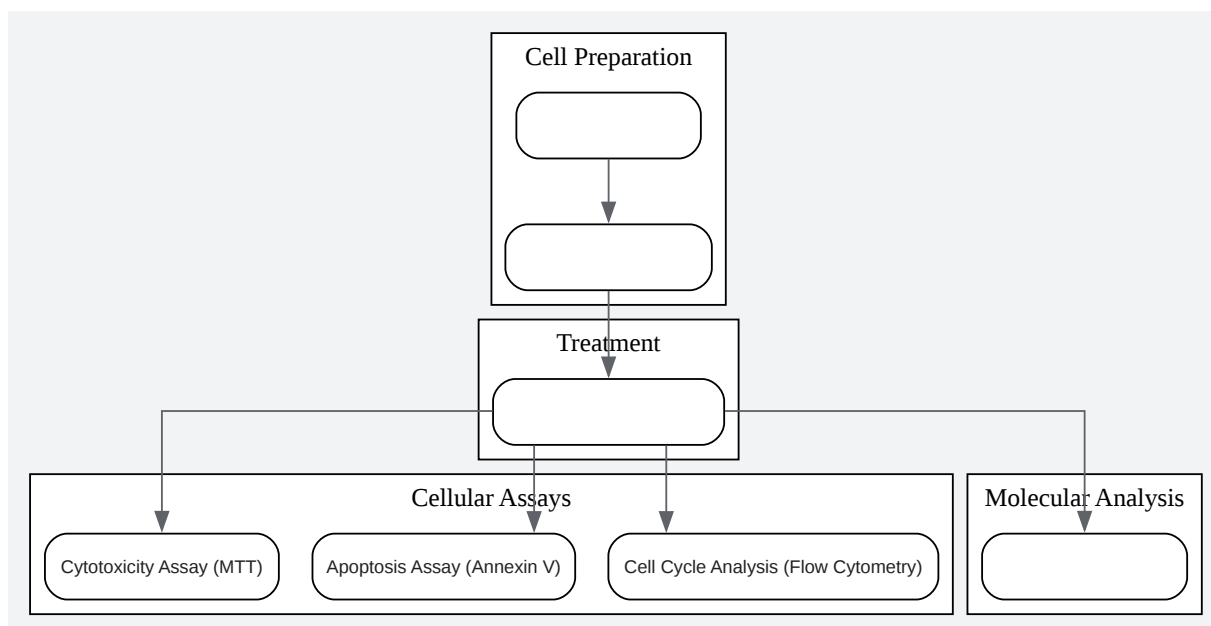 Cell Preparation
Treatment
Cellular Assays
Molecular Analysis
Cytotoxicity Assay (MTT)
Apoptosis Assay (Annexin V)
Cell Cycle Analysis (Flow Cytometry)